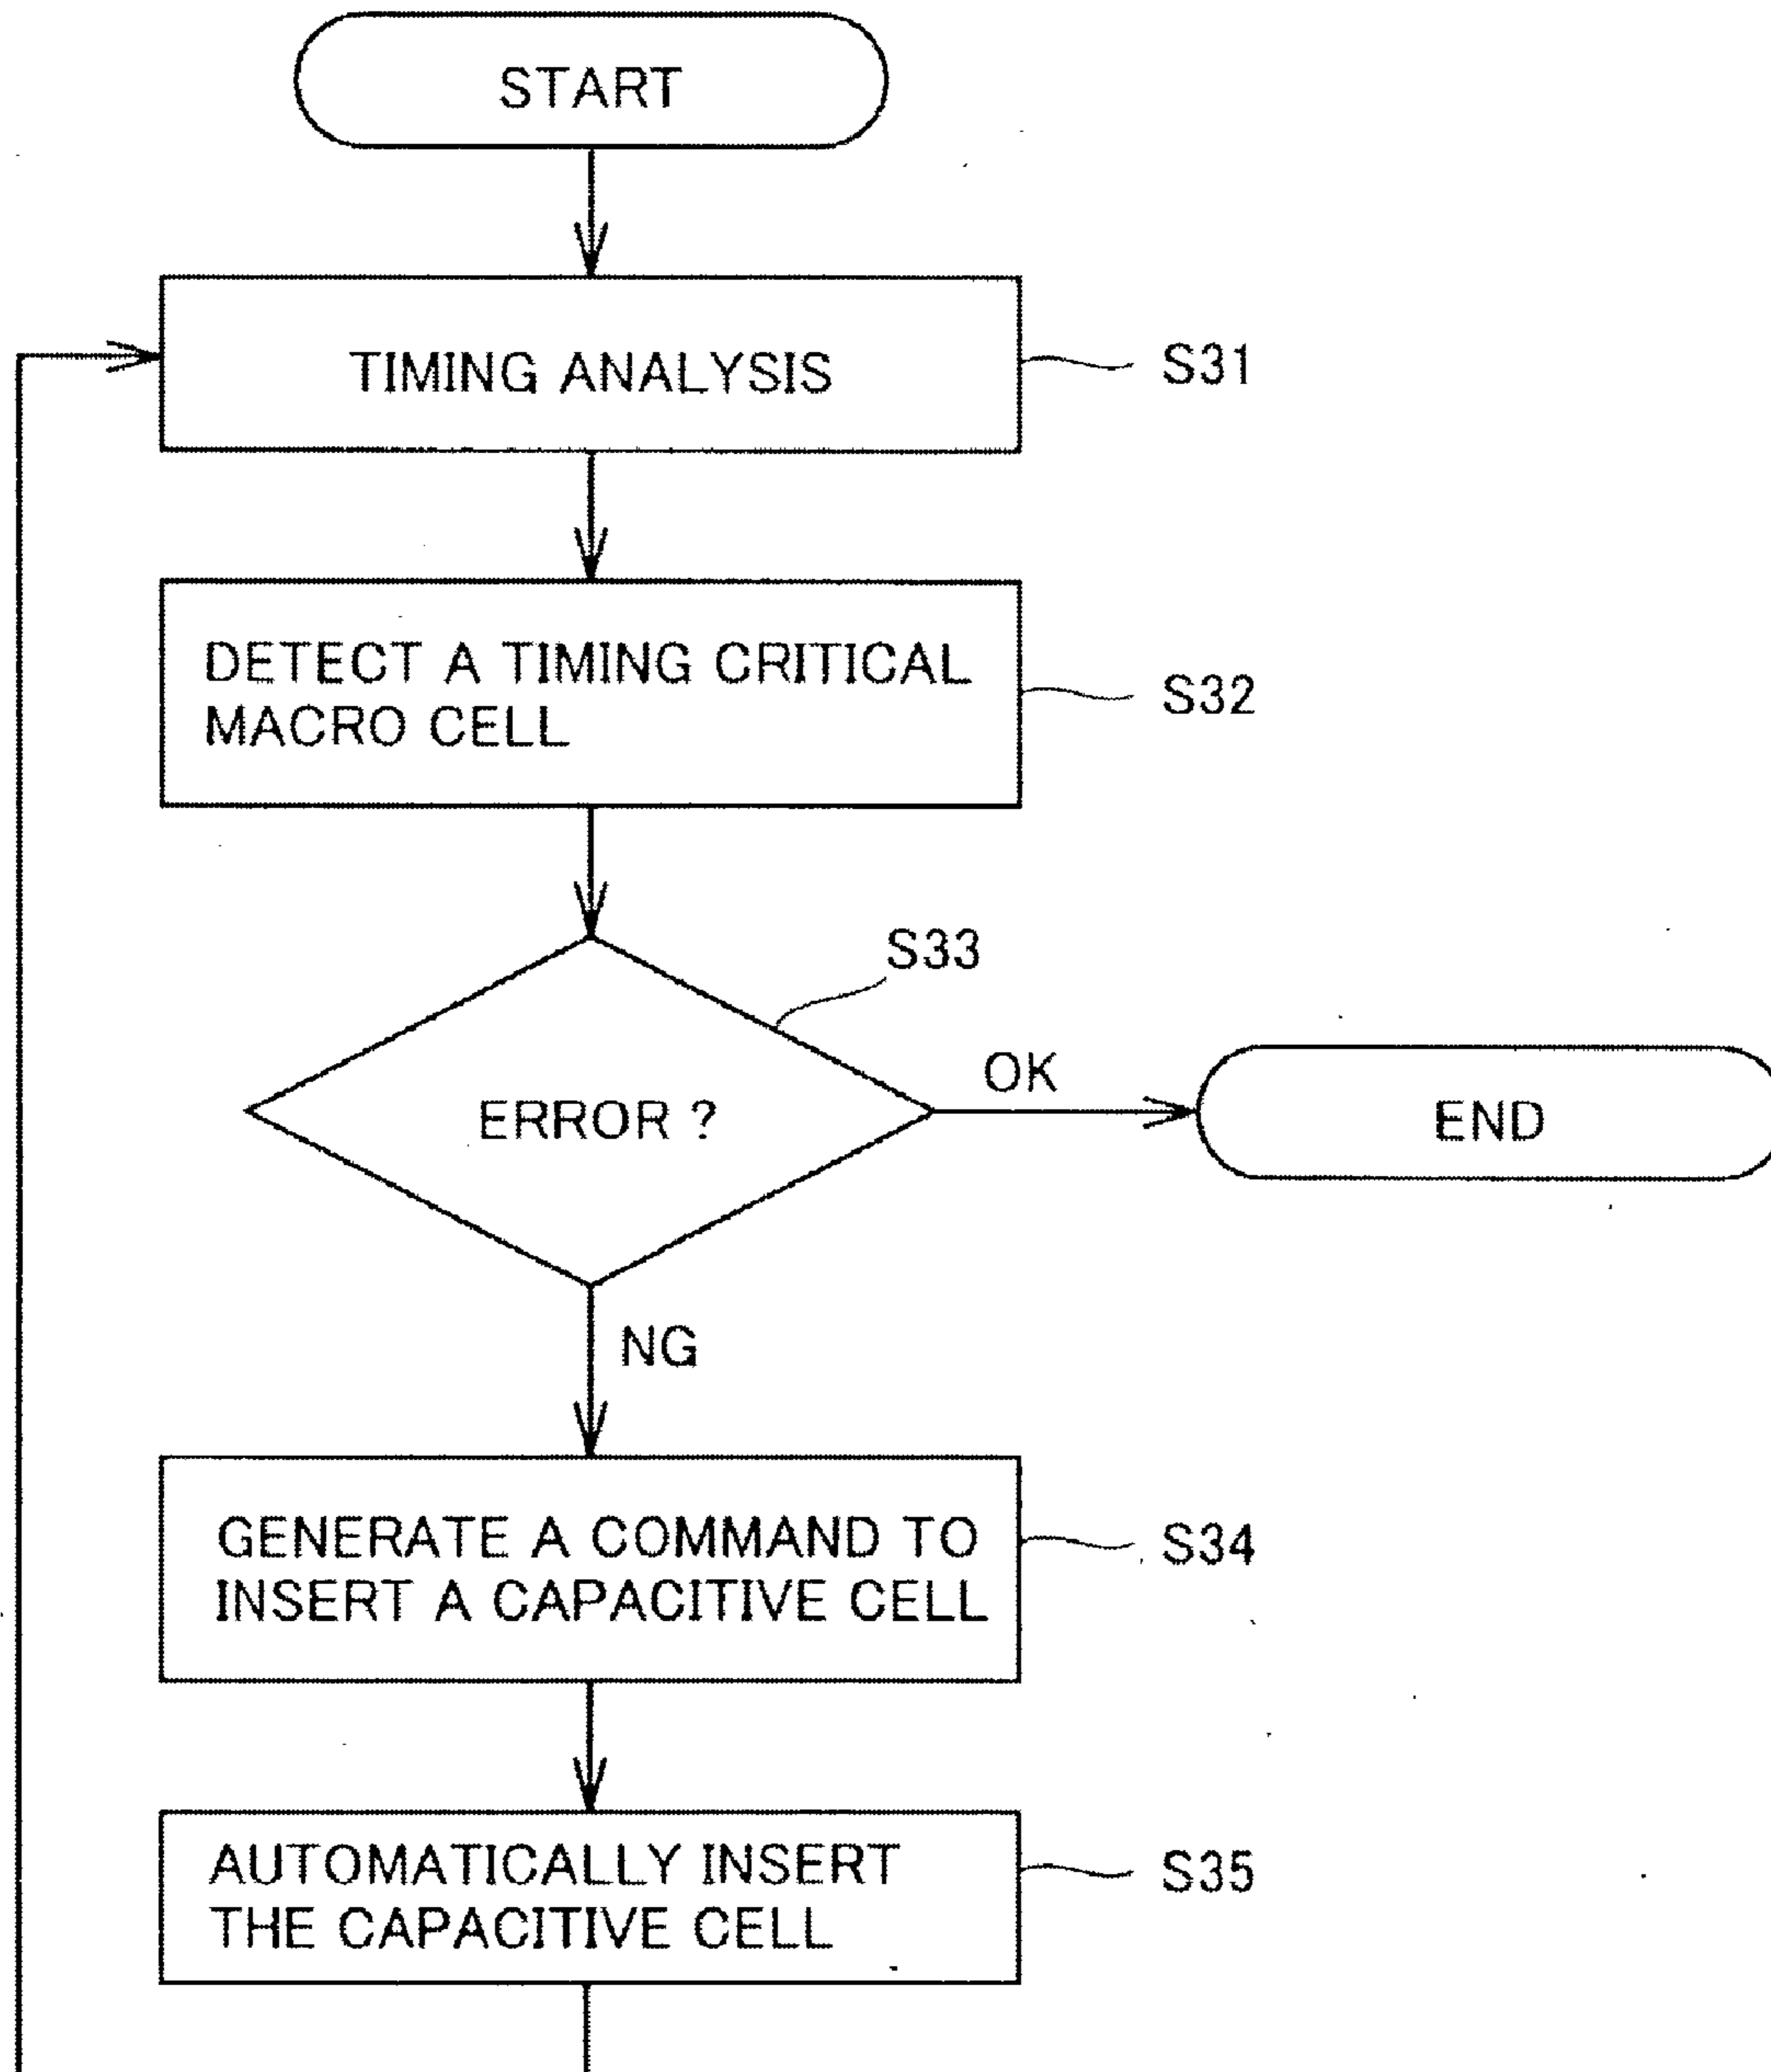 START
TIMING ANALYSIS
S31
DETECT A TIMING CRITICAL
MACRO CELL
S32
S33
ERROR ?
OK
END
NG
GENERATE A COMMAND TO
INSERT A CAPACITIVE CELL
S34
AUTOMATICALLY INSERT
THE CAPACITIVE CELL
S35